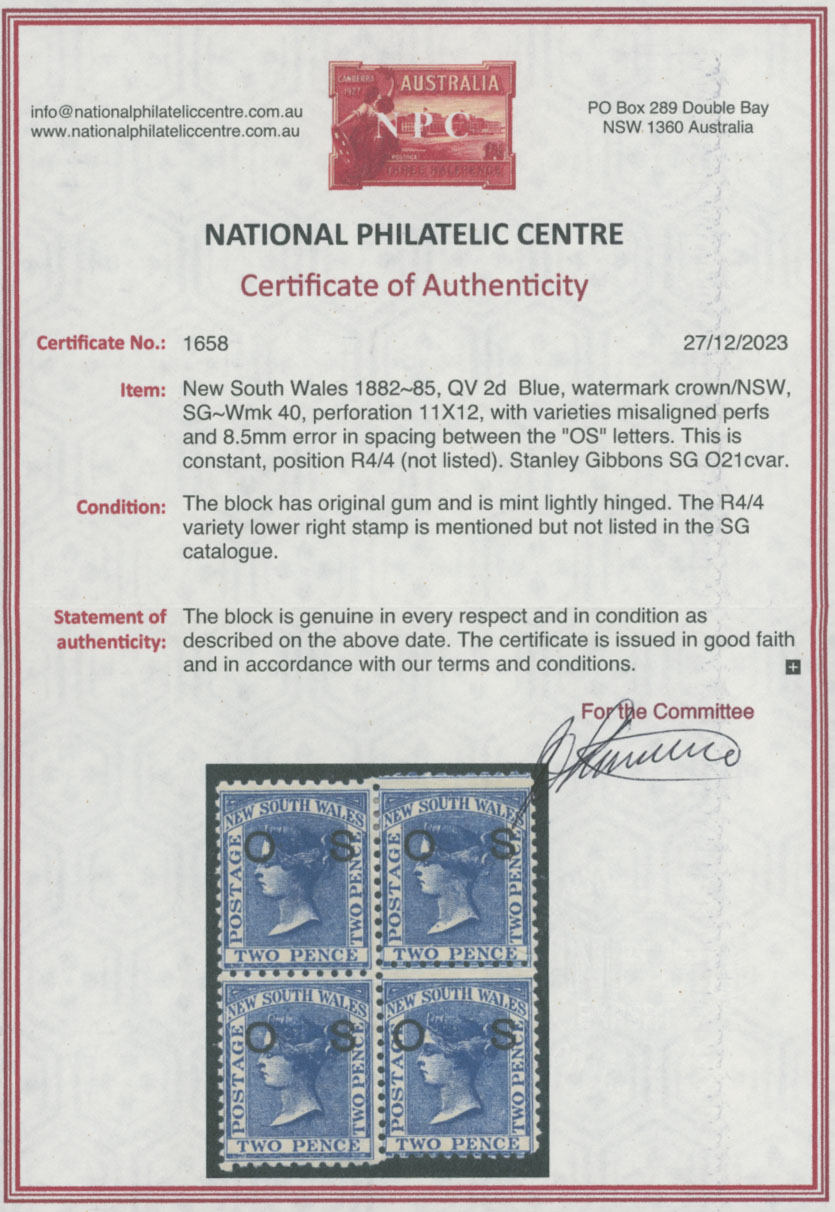 info@nationalphilateliccentre.com.au
www.nationalphilateliccentre.com.au
CANBERRA
1927
AUSTRALIA
NPC
POSTAGE
THREE HALFPENCE
PO Box 289 Double Bay
NSW 1360 Australia
NATIONAL PHILATELIC CENTRE
Certificate of Authenticity
Certificate No.: 1658 27/12/2023
Item: New South Wales 1882~85, QV 2d Blue, watermark crown/NSW,
SG~Wmk 40, perforation 11X12, with varieties misaligned perfs
and 8.5mm error in spacing between the "OS" letters. This is
constant, position R4/4 (not listed). Stanley Gibbons SG O21cvar.
Condition: The block has original gum and is mint lightly hinged. The R4/4
variety lower right stamp is mentioned but not listed in the SG
catalogue.
Statement of authenticity: The block is genuine in every respect and in condition as
described on the above date. The certificate is issued in good faith
and in accordance with our terms and conditions.
For the Committee
NEW SOUTH WALES
O S
POSTAGE
TWO PENCE
TWO PENCE
NEW SOUTH WALES
O S
POSTAGE
TWO PENCE
TWO PENCE
NEW SOUTH WALES
O S
POSTAGE
TWO PENCE
TWO PENCE
NEW SOUTH WALES
O S
POSTAGE
TWO PENCE
TWO PENCE